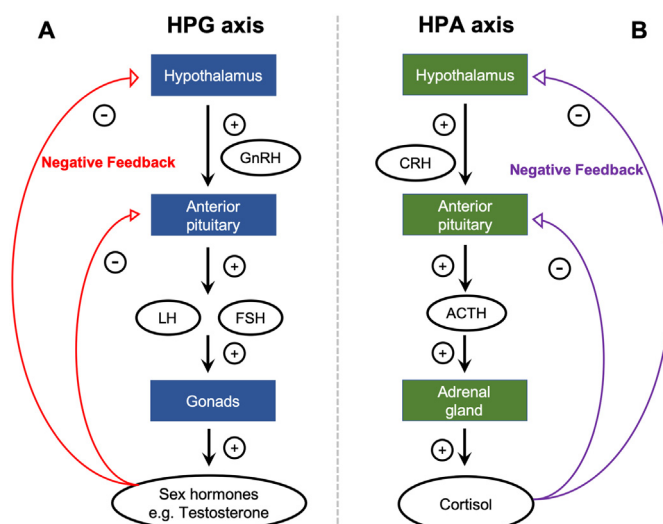 A
HPG axis
HPA axis
B
Hypothalamus
Hypothalamus
-
+
+
-
GnRH
CRH
Negative Feedback
Negative Feedback
Anterior
pituitary
Anterior
pituitary
-
+
+
-
LH
FSH
ACTH
+
+
Gonads
Adrenal
gland
+
+
Sex hormones
e.g. Testosterone
Cortisol